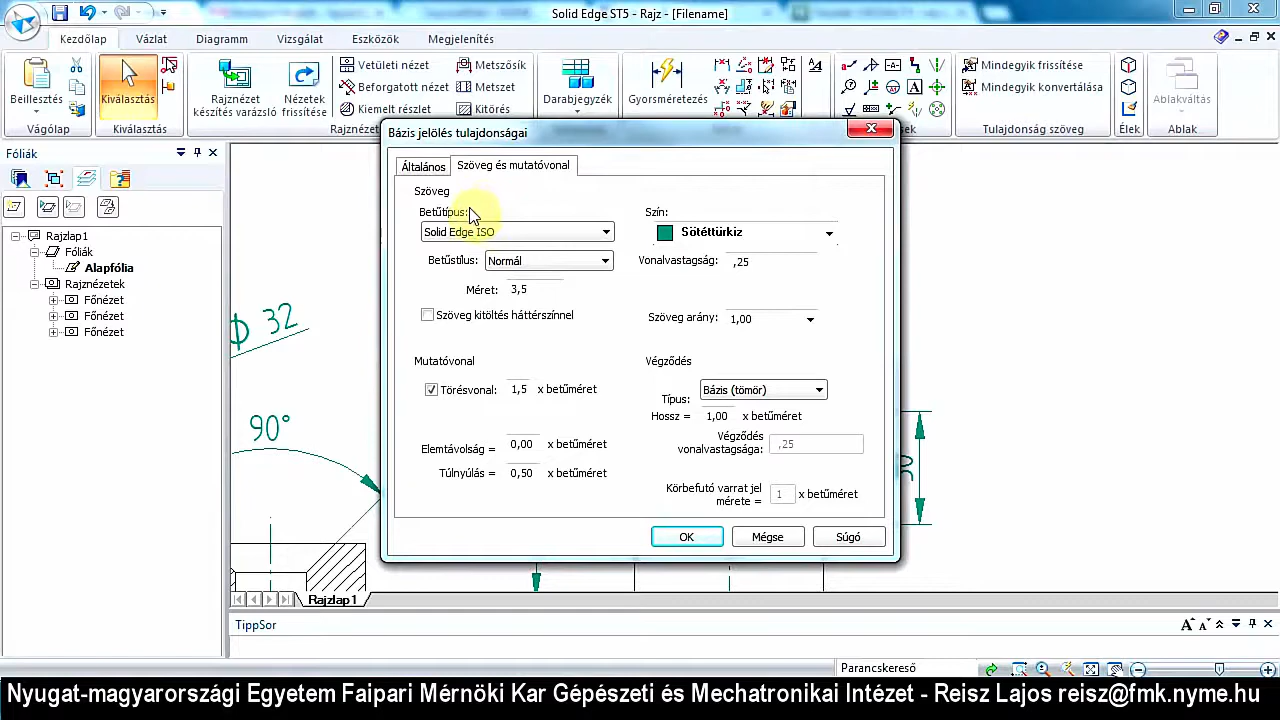 Solid Edge ST5 - Rajz - [Filename]
Kezdőlap Vázlat Diagramm Vizsgálat Eszközök Megjelenítés
Beillesztés
Vágólap
Kiválasztás
Kiválasztás
Rajznézet készítés varázsló
Nézetek frissítése
Vetületi nézet
Beforgatott nézet
Kiemelt részlet
Metszősík
Metszet
Kitörés
Rajznézet
Darabjegyzék
Gyorsméretezés
Mindegyik frissítése
Mindegyik konvertálása
Tulajdonság szöveg
Élek
Ablakváltás
Ablak
Fóliák
Rajzlap1
Fóliák
Alapfólia
Rajznézetek
Főnézet
Főnézet
Főnézet
ϕ 32
90°
Bázis jelölés tulajdonságai
Általános Szöveg és mutatóvonal
Szöveg
Betűtípus: Szín:
Solid Edge ISO Sötéttürkiz
Betűstílus: Normál Vonalvastagság: ,25
Méret: 3,5
Szöveg kitöltés háttérszínnel Szöveg arány: 1,00
Mutatóvonal Végződés
Törésvonal: 1,5 x betűméret Típus: Bázis (tömör)
Hossz = 1,00 x betűméret
Elemtávolság = 0,00 x betűméret Végződés vonalvastagsága: ,25
Túlnyúlás = 0,50 x betűméret
Körbefutó varrat jel mérete = 1 x betűméret
OK Mégse Súgó
Rajzlap1
TippSor
Parancskereső
Nyugat-magyarországi Egyetem Faipari Mérnöki Kar Gépészeti és Mechatronikai Intézet - Reisz Lajos reisz@fmk.nyme.hu